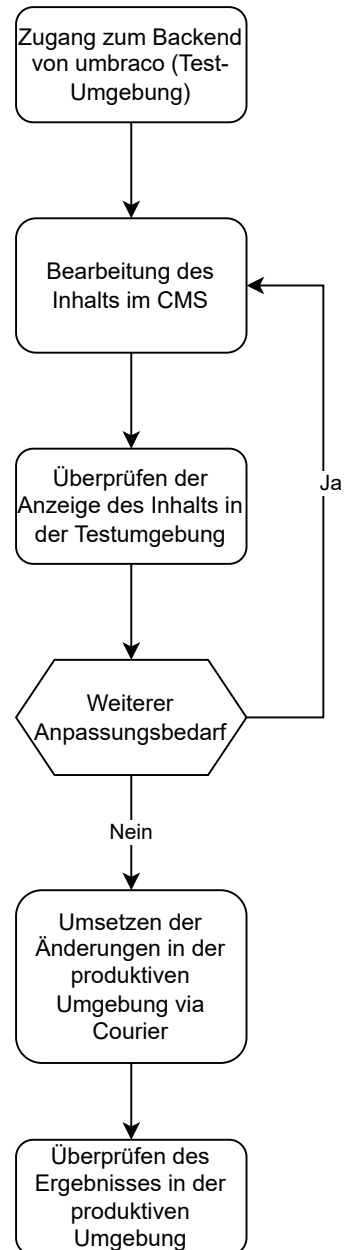 Zugang zum Backend
von umbraco (Test-
Umgebung)
Bearbeitung des
Inhalts im CMS
Überprüfen der
Anzeige des Inhalts in
der Testumgebung
Ja
Weiterer
Anpassungsbedarf
Nein
Umsetzen der
Änderungen in der
produktiven
Umgebung via
Courier
Überprüfen des
Ergebnisses in der
produktiven
Umgebung